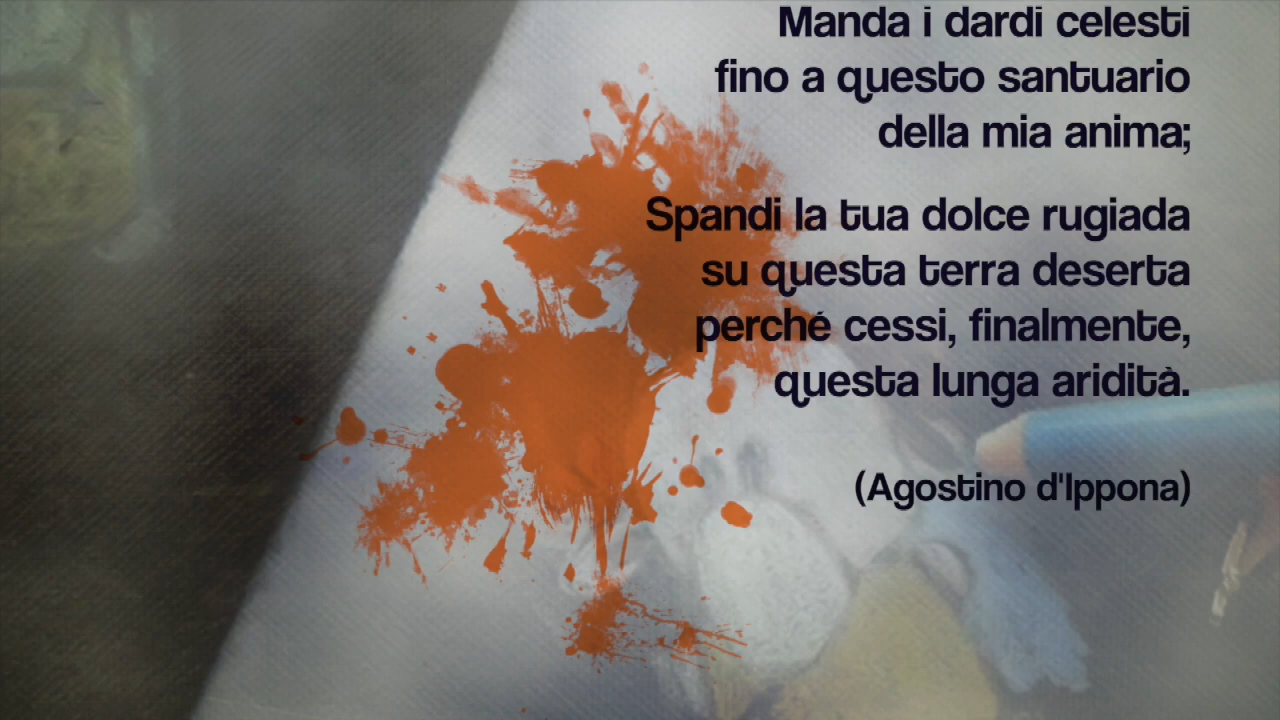 Manda i dardi celesti
fino a questo santuario
della mia anima;
Spandi la tua dolce rugiada
su questa terra deserta
perché cessi, finalmente,
questa lunga aridità.
(Agostino d'Ippona)